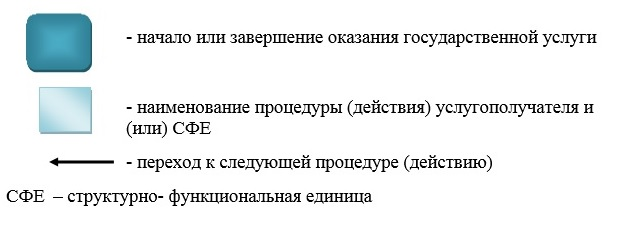 - начало или завершение оказания государственной услуги
- наименование процедуры (действия) услугополучателя и
(или) СФЕ
- переход к следующей процедуре (действию)
СФЕ – структурно- функциональная единица